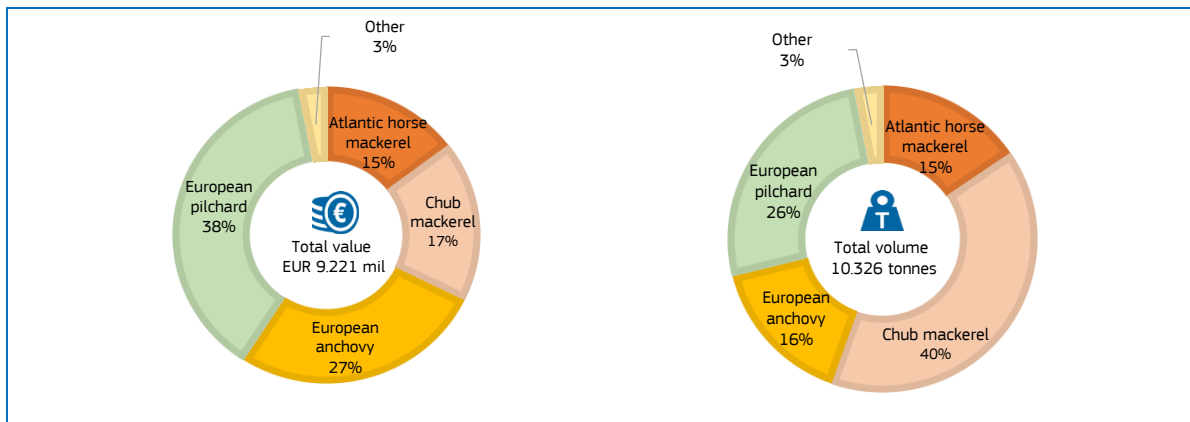 Other
3%
Atlantic horse
mackerel
15%
Chub
mackerel
17%
European
anchovy
27%
European
pilchard
38%
€
Total value
EUR 9.221 mil
Other
3%
Atlantic horse
mackerel
15%
Chub mackerel
40%
European
anchovy
16%
European
pilchard
26%
T
Total volume
10.326 tonnes